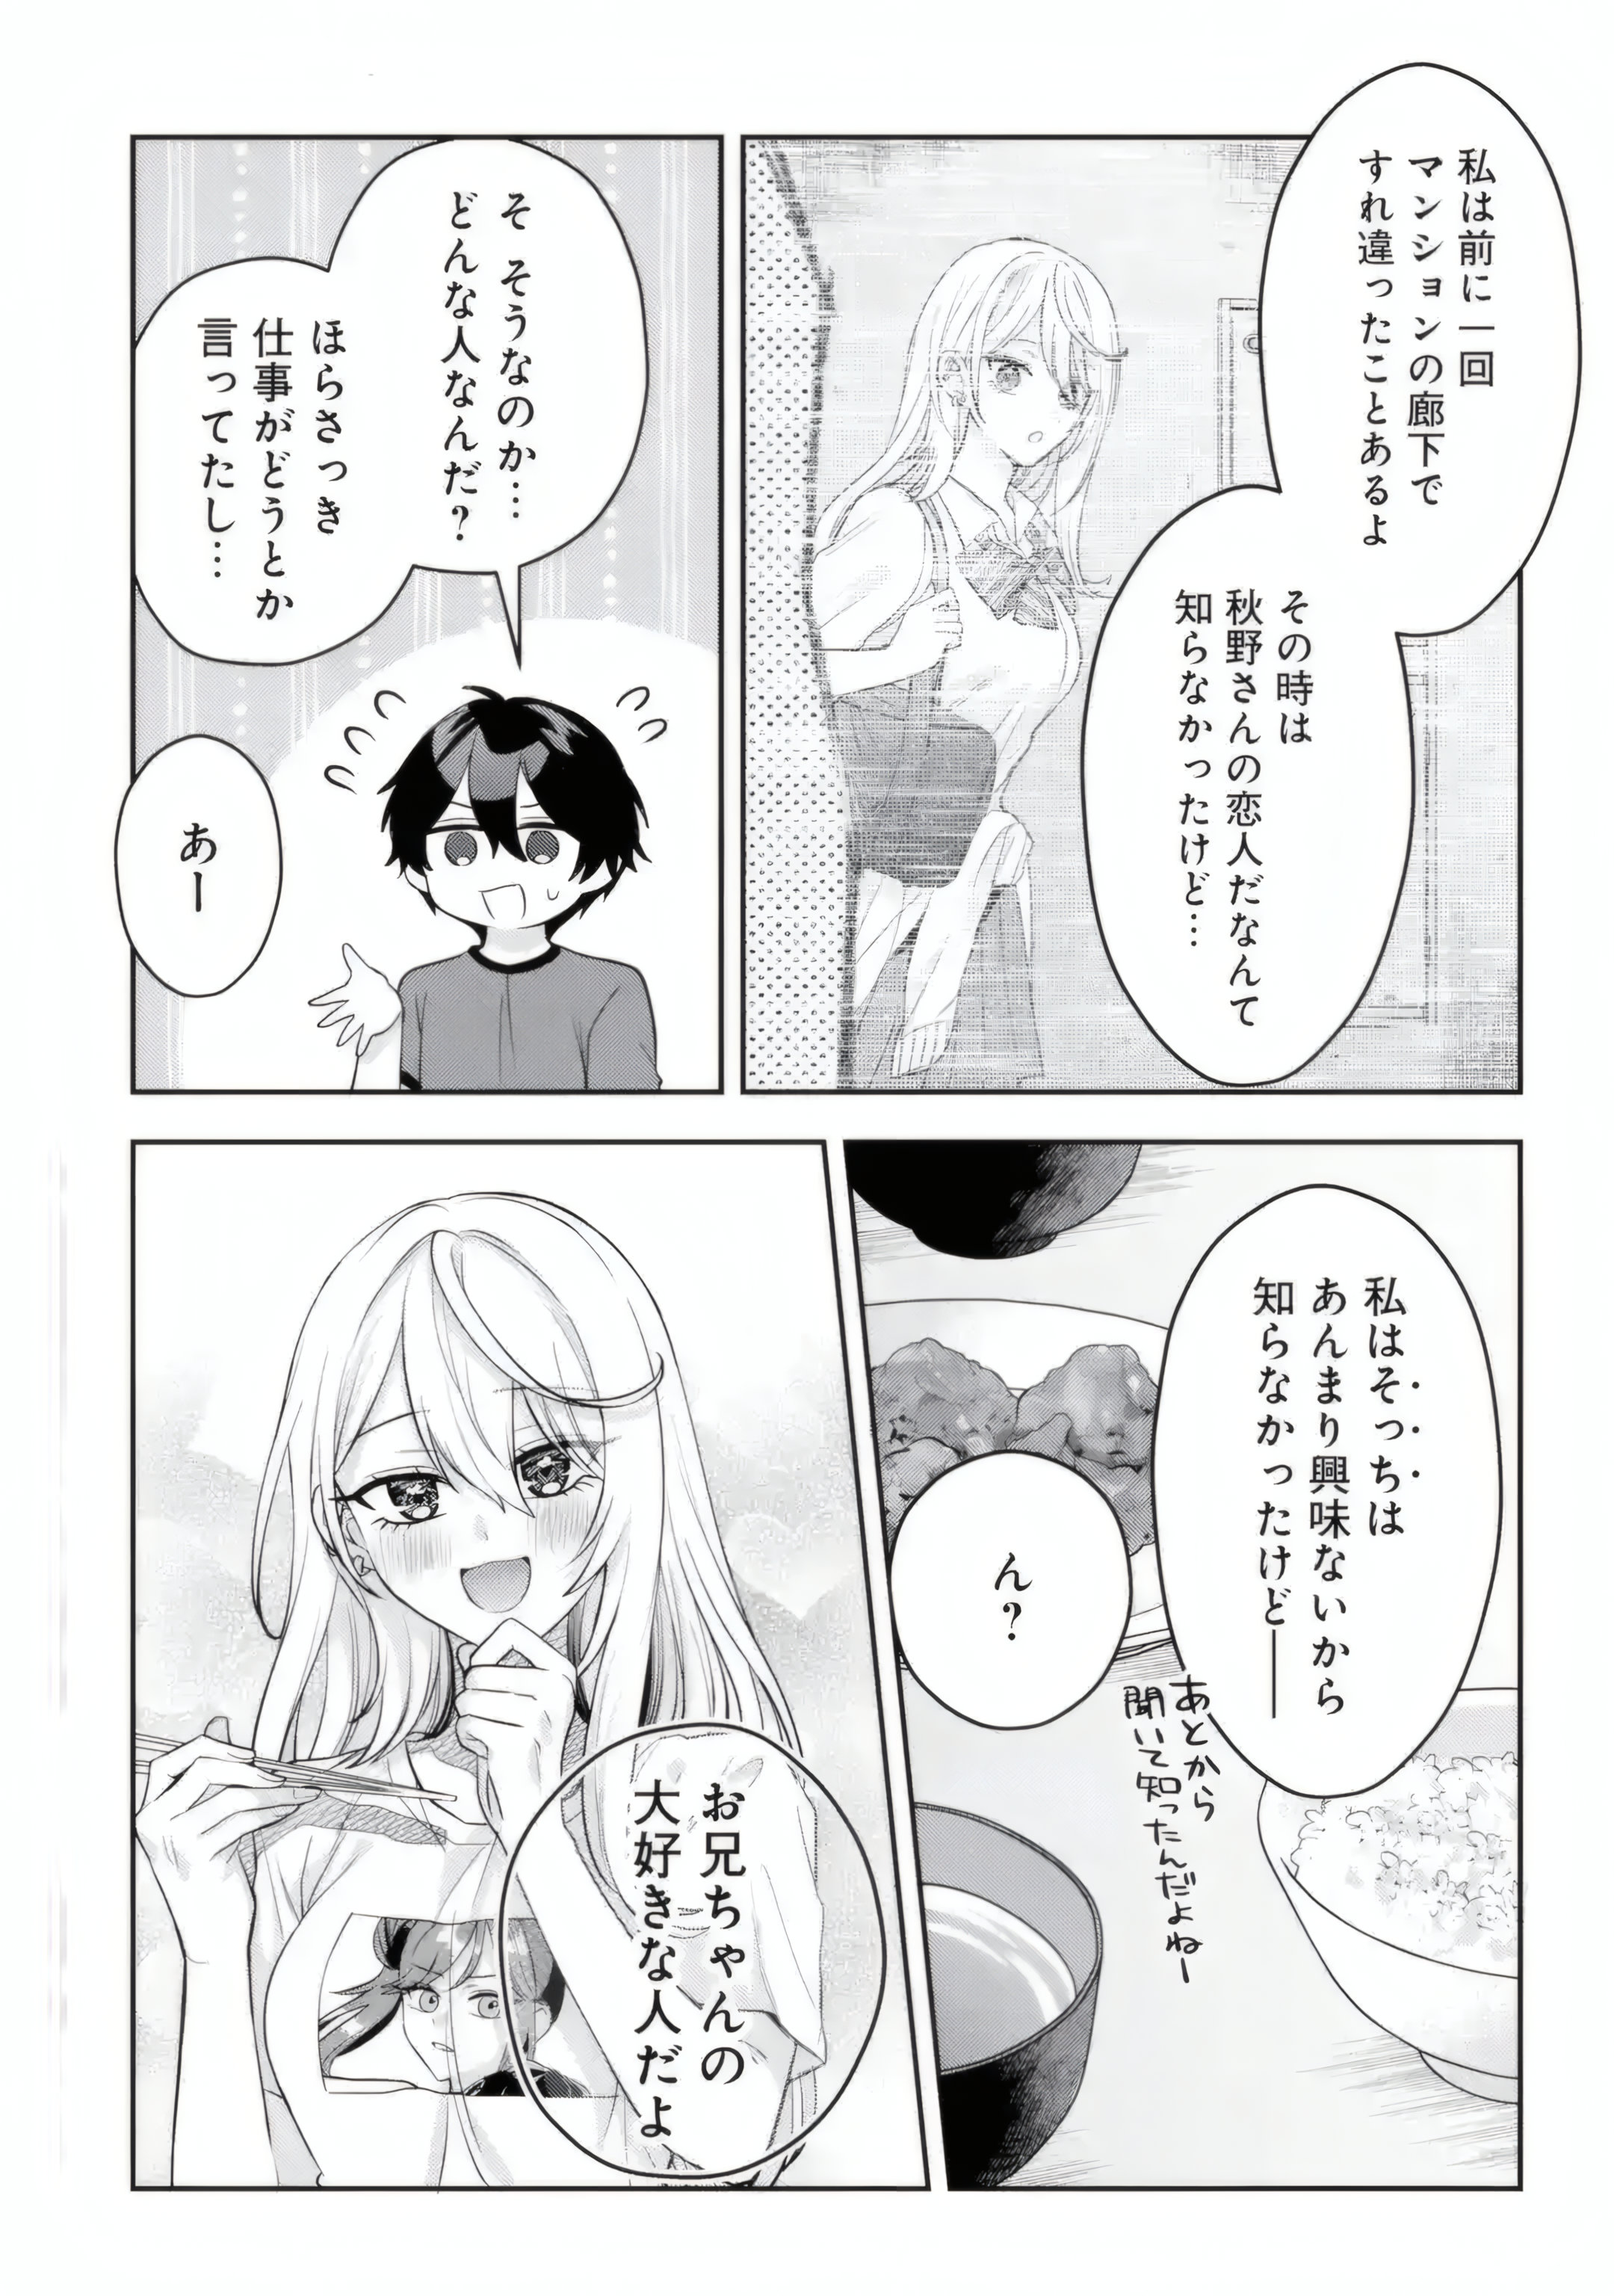 私は前に一回
マンションの廊下で
すれ違ったことあるよ
その時は
秋野さんの恋人だなんて
知らなかったけど…
そ そうなのか…
どんな人なんだ？
ほらさっき
仕事がどうとか
言ってたし…
あー
私はそっちは
あんまり興味ないから
知らなかったけど──
あとから
聞いて知ったんだよねー
ん？
お兄ちゃんの
大好きな人だよ